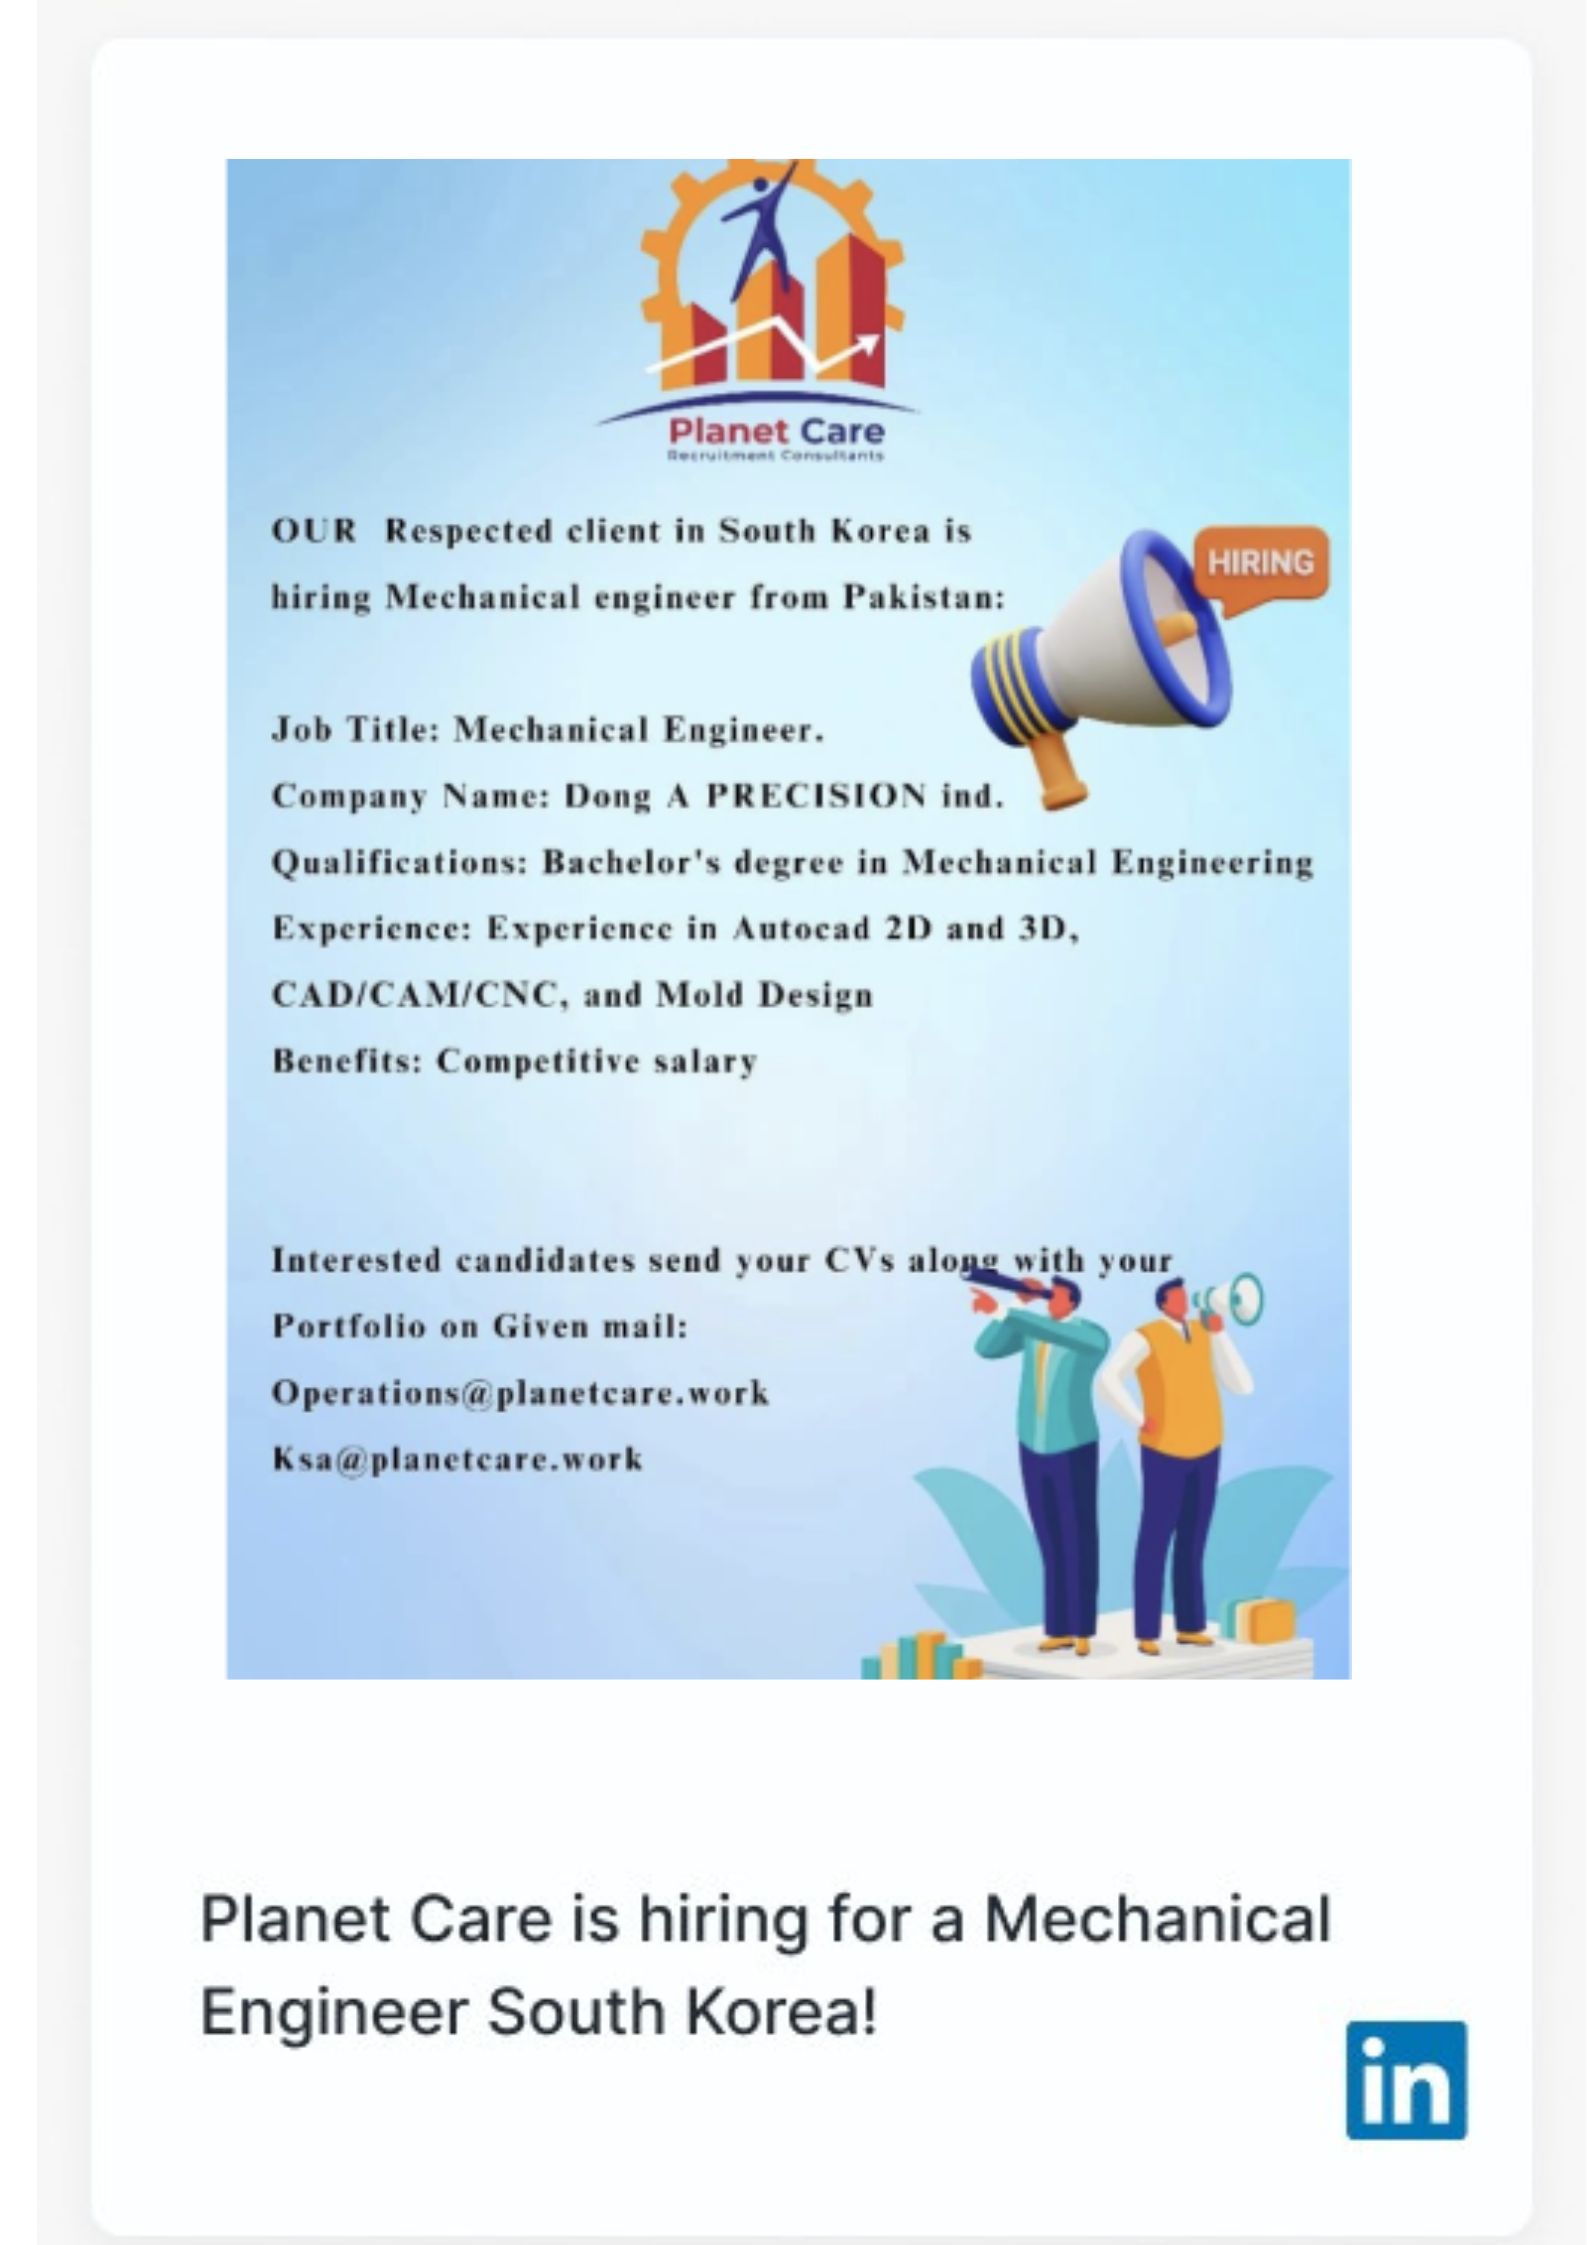 Planet Care
Recruitment Consultants
OUR Respected client in South Korea is
HIRING
hiring Mechanical engineer from Pakistan:
Job Title: Mechanical Engineer.
Company Name: Dong A PRECISION ind.
Qualifications: Bachelor's degree in Mechanical Engineering
Experience: Experience in Autocad 2D and 3D,
CAD/CAM/CNC, and Mold Design
Benefits: Competitive salary
Interested candidates send your CVs along with your
Portfolio on Given mail:
Operations@planetcare.work
Ksa@planetcare.work
Planet Care is hiring for a Mechanical
Engineer South Korea!
in